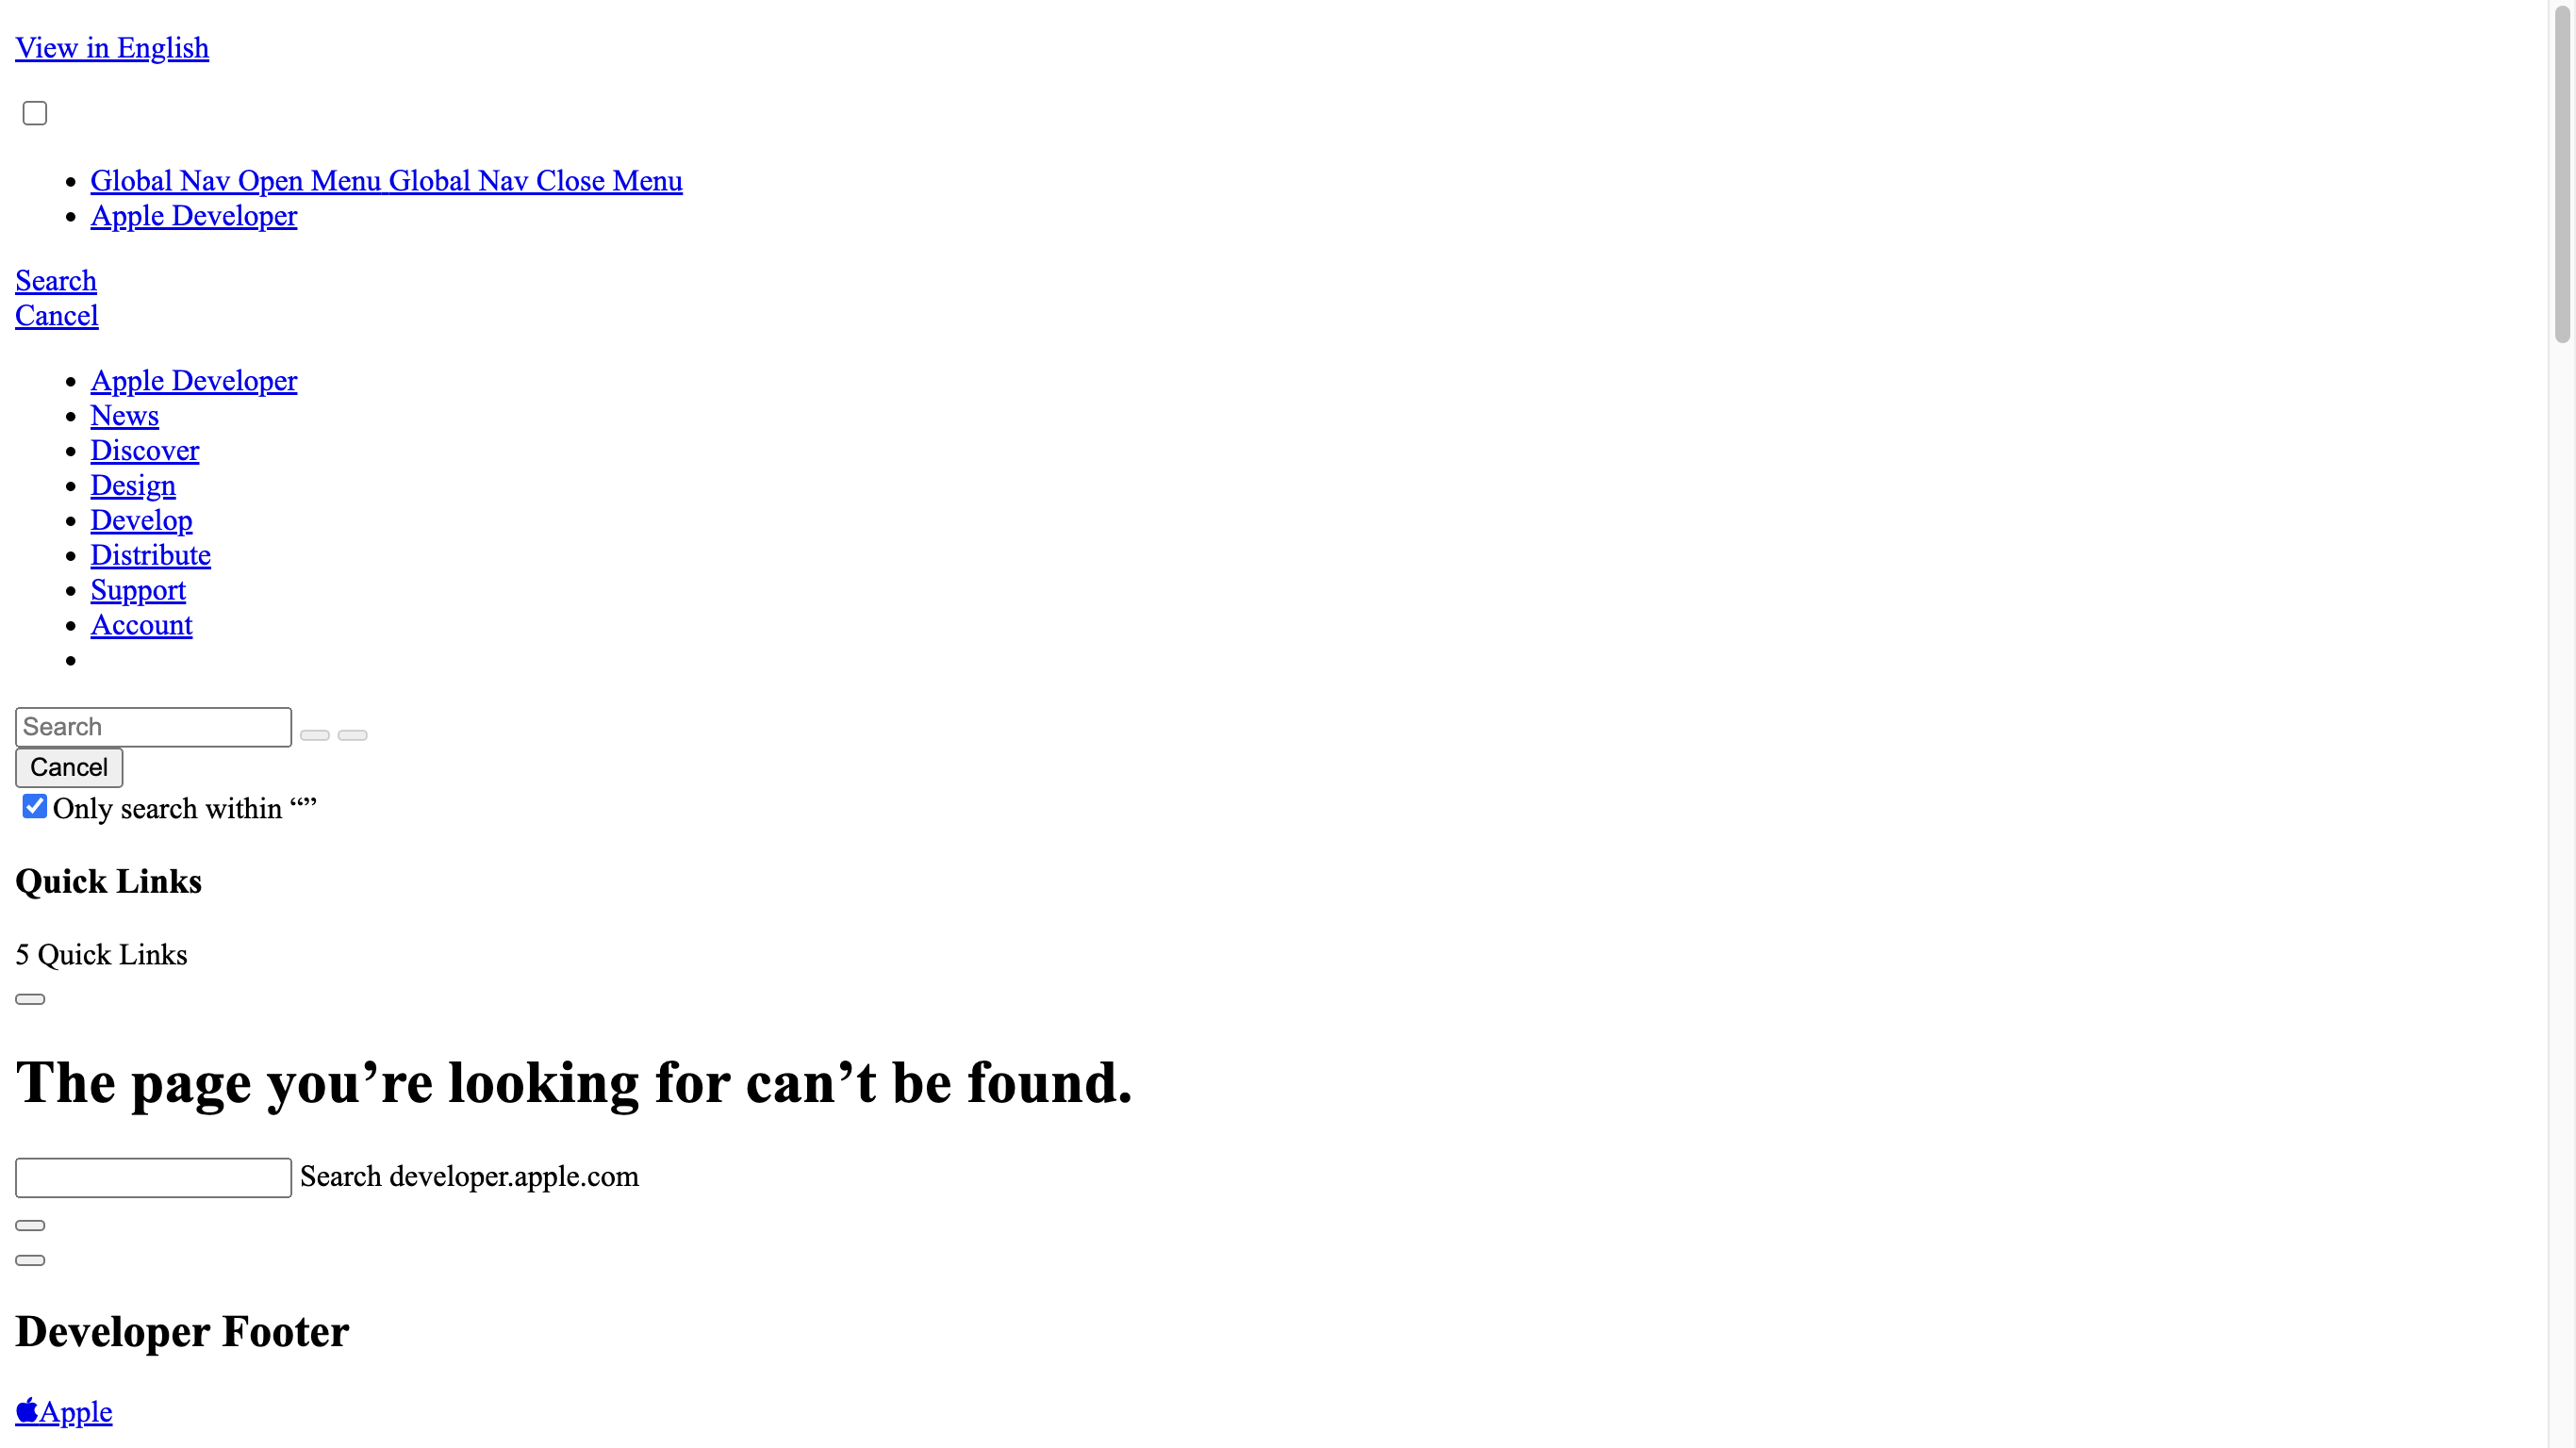 View in English
Global Nav Open Menu Global Nav Close Menu
Apple Developer
Search
Cancel
Apple Developer
News
Discover
Design
Develop
Distribute
Support
Account
Search
Cancel
Only search within “”
Quick Links
5 Quick Links
The page you’re looking for can’t be found.
Search developer.apple.com
Developer Footer
Apple